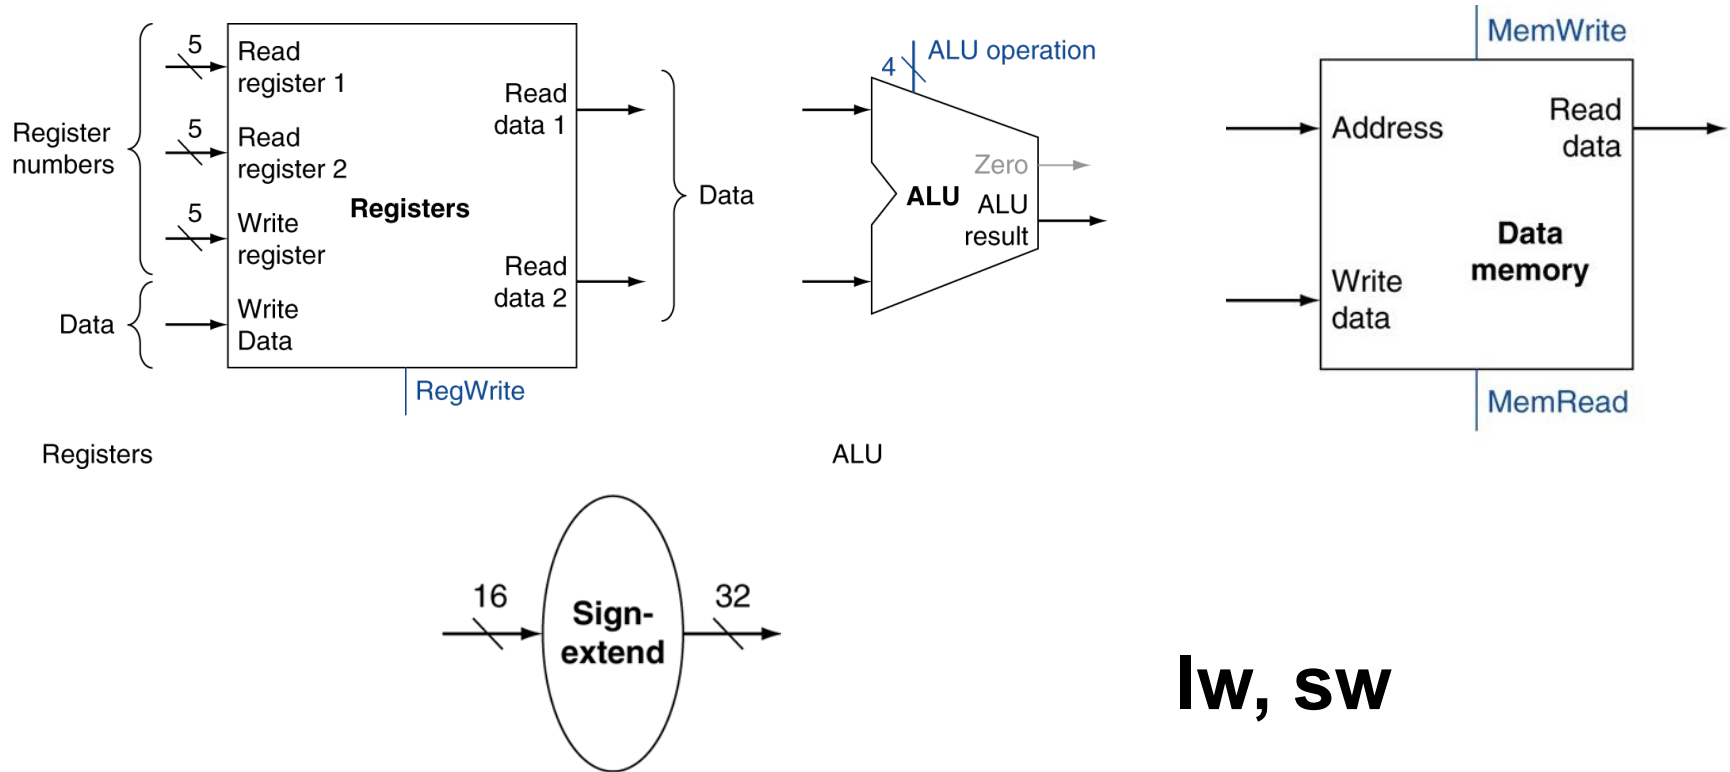 Register
numbers
5
5
5
Data
Read
register 1
Read
register 2
Write
register
Write
Data
Registers
Read
data 1
Read
data 2
RegWrite
Data
Registers
4
ALU operation
Zero
ALU
ALU
result
ALU
MemWrite
Address
Read
data
Data
memory
Write
data
MemRead
16
Sign-
extend
32
lw, sw